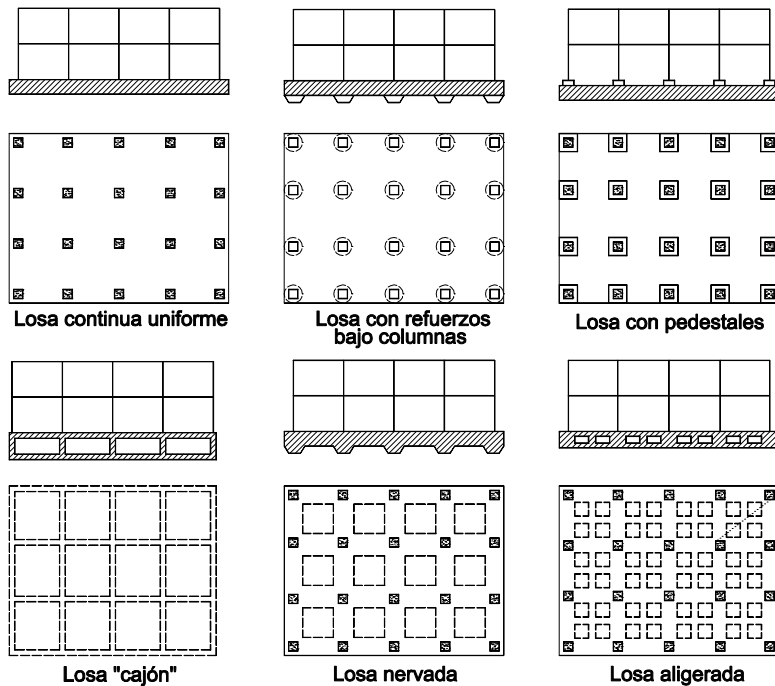 Losa continua uniforme
Losa con refuerzos
bajo columnas
Losa con pedestales
Losa "cajón"
Losa nervada
Losa aligerada